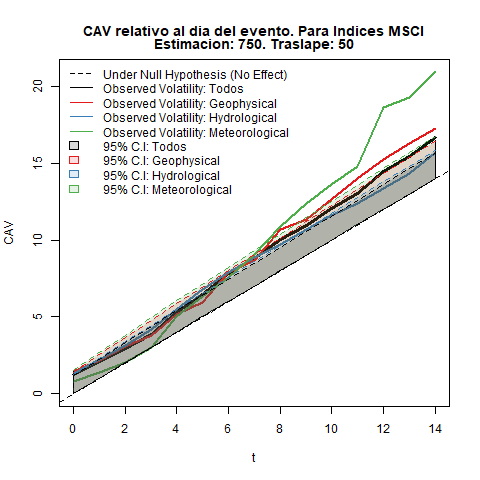 CAV relativo al dia del evento. Para Indices MSCI
Estimacion: 750. Traslape: 50
Under Null Hypothesis (No Effect)
Observed Volatility: Todos
Observed Volatility: Geophysical
Observed Volatility: Hydrological
Observed Volatility: Meteorological
95% C.I: Todos
95% C.I: Geophysical
95% C.I: Hydrological
95% C.I: Meteorological
CAV
20
15
10
5
0
0 2 4 6 8 10 12 14
t